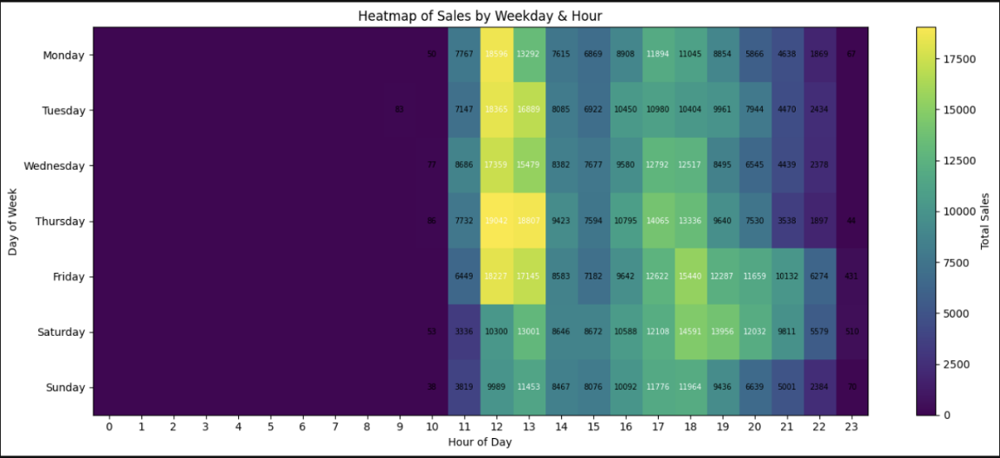 Heatmap of Sales by Weekday & Hour
Monday 50 7767 18596 13292 7615 6869 8908 11894 11045 8854 5866 4638 1869 67
Tuesday 83 7147 18365 16889 8085 6922 10450 10980 10404 9961 7944 4470 2434
Wednesday 77 8686 17359 15479 8382 7677 9580 12792 12517 8495 6545 4439 2378
Thursday 86 7732 19042 18807 9423 7594 10795 14065 13336 9640 7530 3538 1897 44
Friday 6449 18227 17145 8583 7182 9642 12622 15440 12287 11659 10132 6274 431
Saturday 53 3336 10300 13001 8646 8672 10588 12108 14591 13956 12032 9811 5579 510
Sunday 38 3819 9989 11453 8467 8076 10092 11776 11964 9436 6639 5001 2384 70
0 1 2 3 4 5 6 7 8 9 10 11 12 13 14 15 16 17 18 19 20 21 22 23
Hour of Day
Day of Week
17500
15000
12500
10000
7500
5000
2500
0
Total Sales